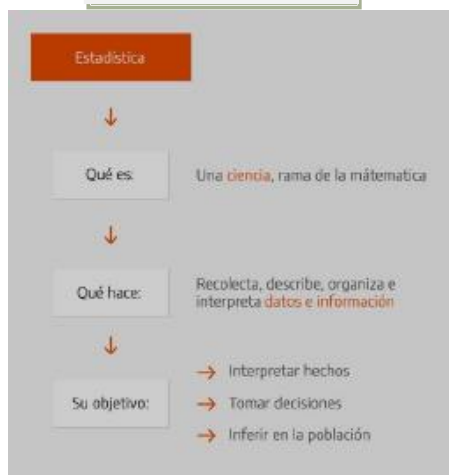 Estadística
Qué es:
Una ciencia, rama de la mátematica
Qué hace:
Recolecta, describe, organiza e
interpreta datos e información
Su objetivo:
Interpretar hechos
Tomar decisiones
Inferir en la población